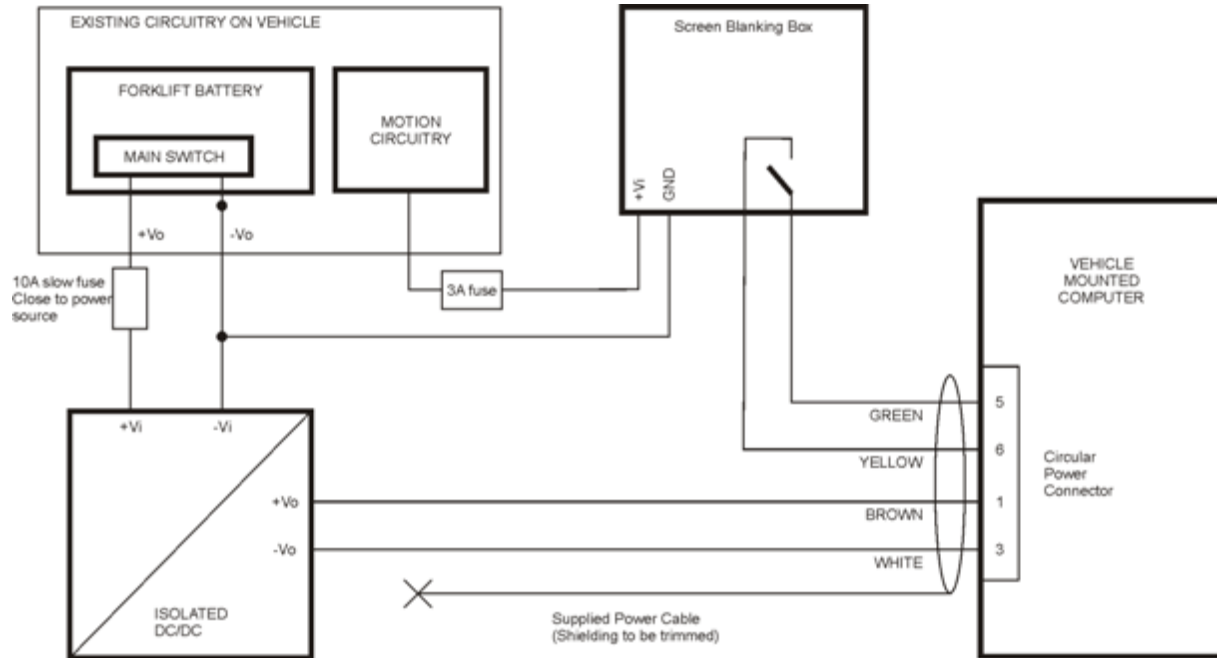 EXISTING CIRCUITRY ON VEHICLE
FORKLIFT BATTERY
MAIN SWITCH
MOTION
CIRCUITRY
Screen Blanking Box
+Vi
GND
+Vo
-Vo
10A slow fuse
Close to power
source
3A fuse
VEHICLE
MOUNTED
COMPUTER
+Vi
-Vi
+Vo
-Vo
ISOLATED
DC/DC
GREEN
YELLOW
BROWN
WHITE
5
6
1
3
Circular
Power
Connector
Supplied Power Cable
(Shielding to be trimmed)